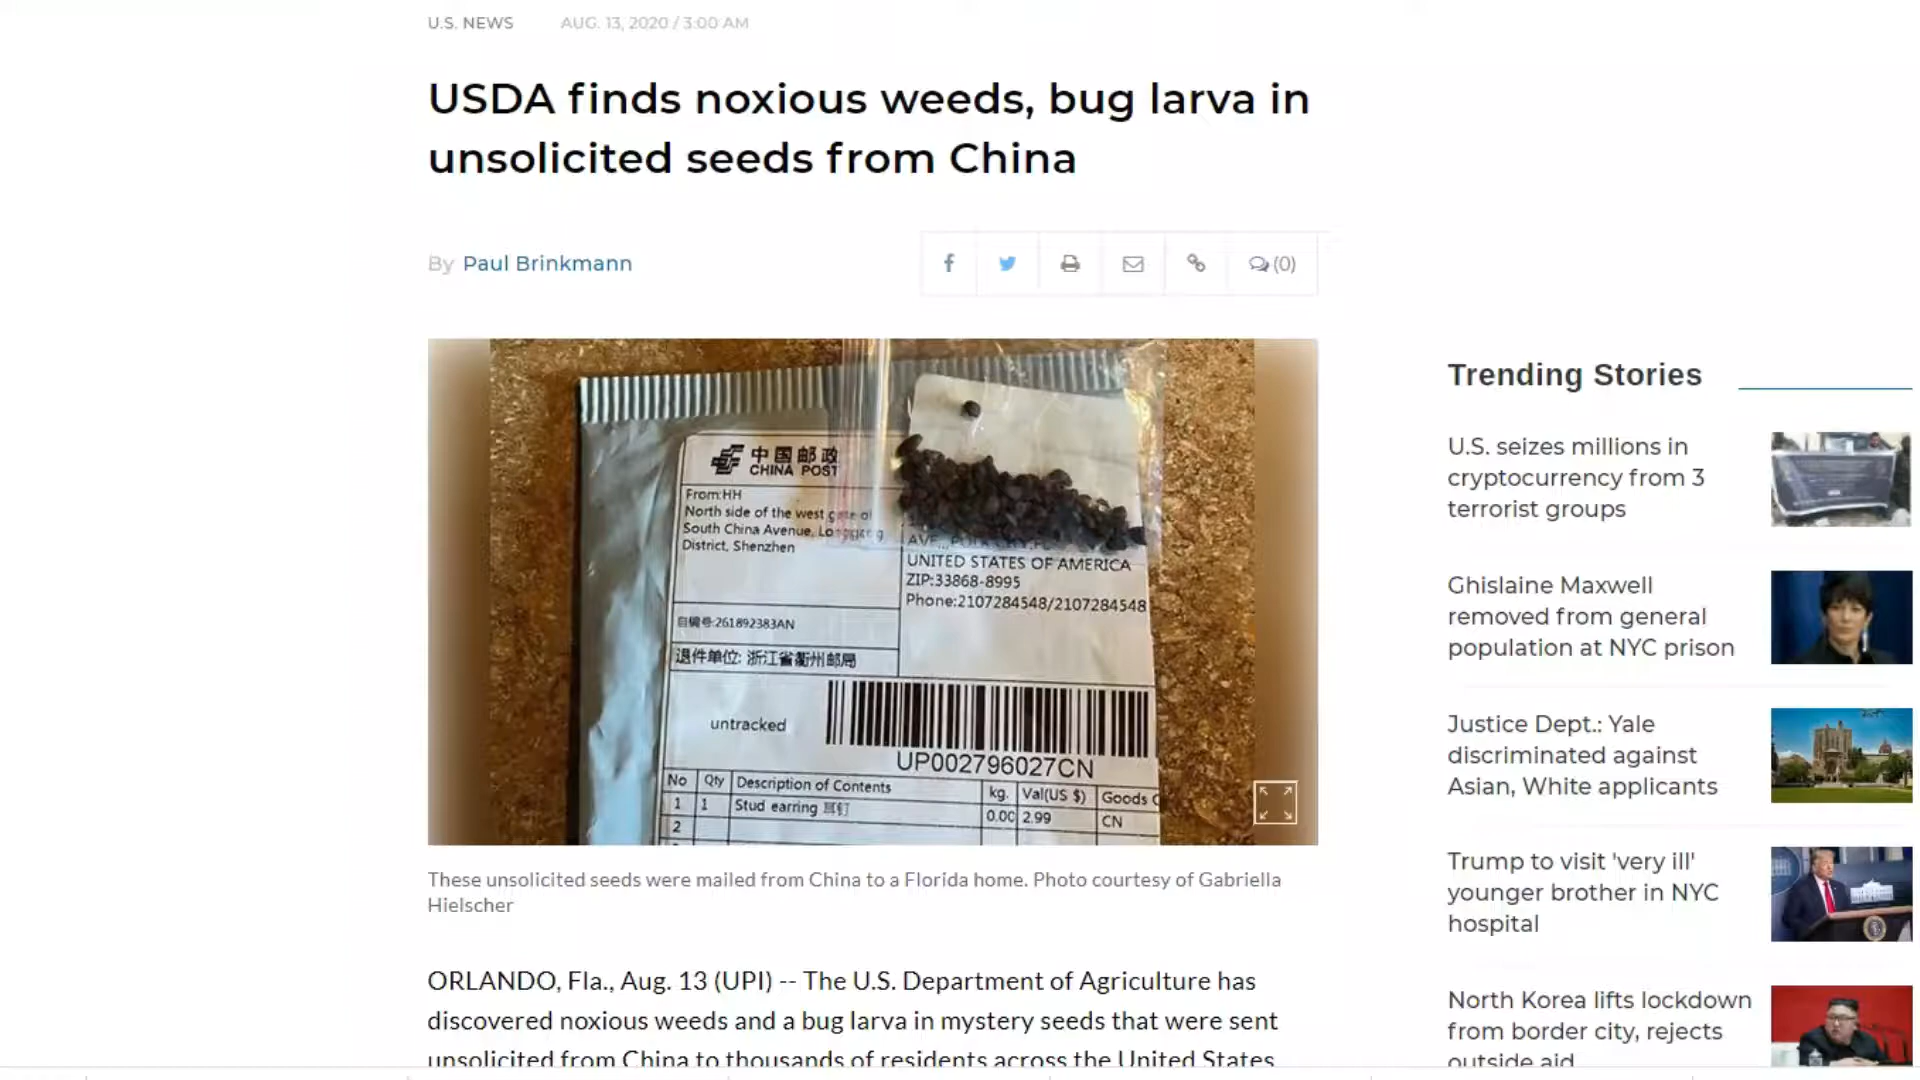 U.S. NEWS AUG. 13, 2020 / 3:00 AM
USDA finds noxious weeds, bug larva in
unsolicited seeds from China
By Paul Brinkmann
(0)
中国邮政
CHINA POST
From:HH
North side of the west gate of
South China Avenue, Longgang
District, Shenzhen
AVE,
UNITED STATES OF AMERICA
ZIP:33868-8995
Phone:2107284548/2107284548
自编号:261892383AN
退件单位: 浙江省衢州邮局
untracked
UP002796027CN
No Qty Description of Contents kg. Val(US $) Goods
1 1 Stud earring 耳钉 0.00 2.99 CN
2
These unsolicited seeds were mailed from China to a Florida home. Photo courtesy of Gabriella
Hielscher
ORLANDO, Fla., Aug. 13 (UPI) -- The U.S. Department of Agriculture has
discovered noxious weeds and a bug larva in mystery seeds that were sent
unsolicited from China to thousands of residents across the United States
Trending Stories
U.S. seizes millions in
cryptocurrency from 3
terrorist groups
Ghislaine Maxwell
removed from general
population at NYC prison
Justice Dept.: Yale
discriminated against
Asian, White applicants
Trump to visit 'very ill'
younger brother in NYC
hospital
North Korea lifts lockdown
from border city, rejects
outside aid